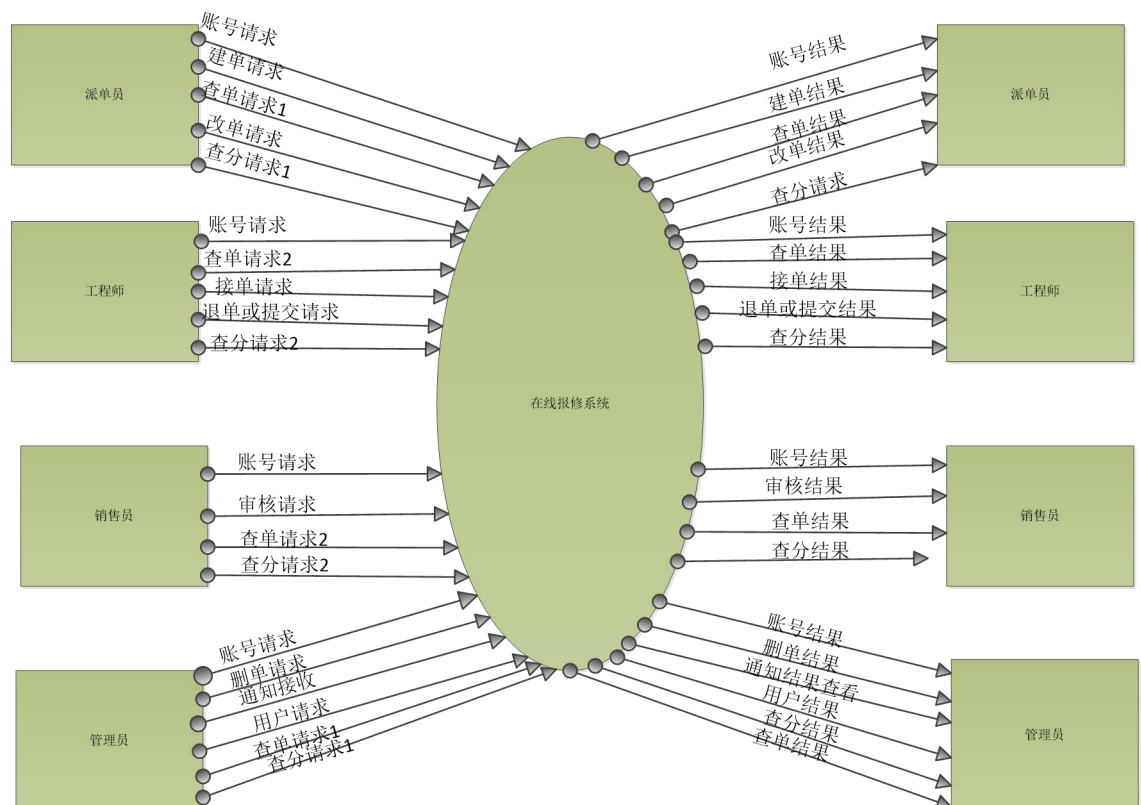 账号请求
建单请求
查单请求1
改单请求
查分请求1
派单员
账号结果
建单结果
查单结果
改单结果
查分请求
派单员
账号请求
查单请求2
接单请求
退单或提交请求
查分请求2
工程师
账号结果
查单结果
接单结果
退单或提交结果
查分结果
工程师
在线报修系统
账号请求
审核请求
查单请求2
查分请求2
销售员
账号结果
审核结果
查单结果
查分结果
销售员
账号请求
删单请求
通知接收
用户请求
查单请求1
查分请求1
管理员
账号结果
删单结果
通知结果查看
用户结果
查分结果
查单结果
管理员